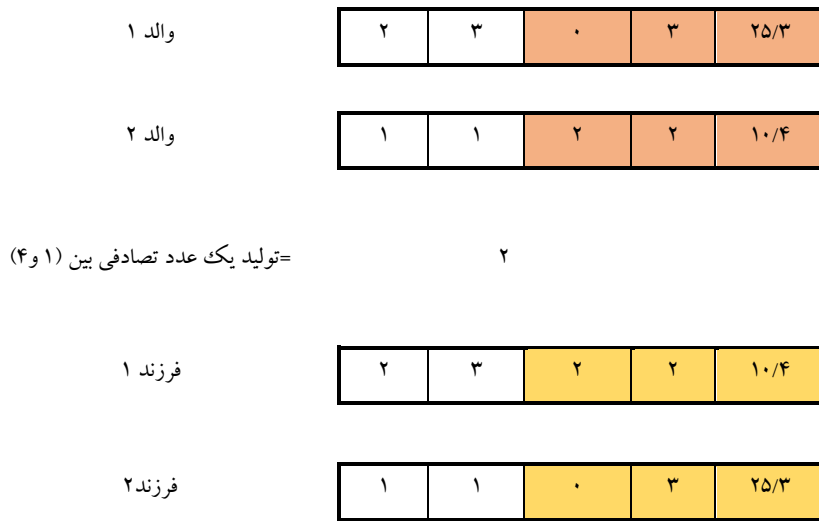 والد ۱ ۲ ۳ ۰ ۳ ۲۵/۳
والد ۲ ۱ ۱ ۲ ۲ ۱۰/۴
=تولید یک عدد تصادفی بین (۱ و۴) ۲
فرزند ۱ ۲ ۳ ۲ ۲ ۱۰/۴
فرزند۲ ۱ ۱ ۰ ۳ ۲۵/۳